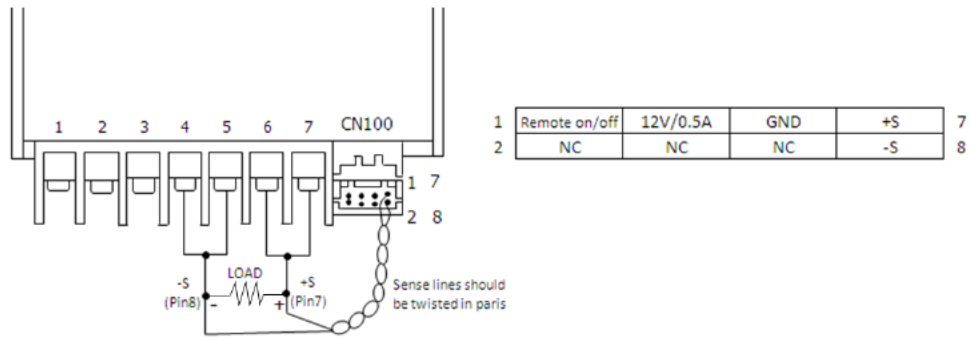 1 2 3 4 5 6 7 CN100
1 7
2 8
-S
(Pin8)
-
LOAD
+
+S
(Pin7)
Sense lines should
be twisted in paris
1 Remote on/off 12V/0.5A GND +S 7
2 NC NC NC -S 8